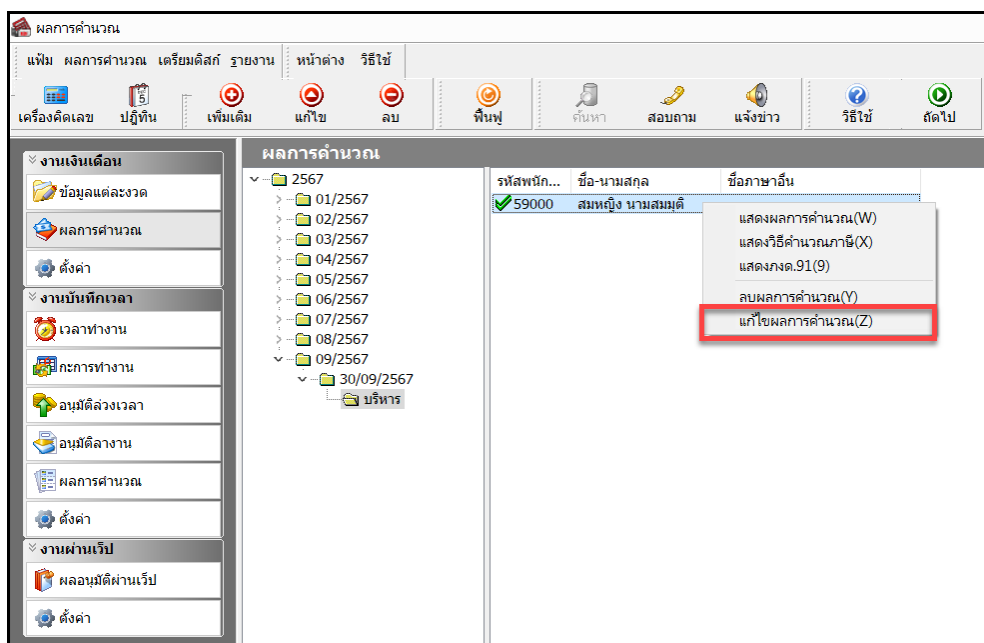 ผลการคำนวณ
แฟ้ม ผลการคำนวณ เตรียมดิสก์ รายงาน หน้าต่าง วิธีใช้
เครื่องคิดเลข ปฏิทิน เพิ่มเติม แก้ไข ลบ ฟื้นฟู ค้นหา สอบถาม แจ้งข่าว วิธีใช้ ถัดไป
งานเงินเดือน
ข้อมูลแต่ละงวด
ผลการคำนวณ
ตั้งค่า
งานบันทึกเวลา
เวลาทำงาน
กะการทำงาน
อนุมัติล่วงเวลา
อนุมัติลางาน
ผลการคำนวณ
ตั้งค่า
งานผ่านเว็ป
ผลอนุมัติผ่านเว็ป
ตั้งค่า
ผลการคำนวณ
2567
01/2567
02/2567
03/2567
04/2567
05/2567
06/2567
07/2567
08/2567
09/2567
30/09/2567
บริหาร
รหัสพนัก... ชื่อ-นามสกุล ชื่อภาษาอื่น
59000 สมหญิง นามสมมุติ
แสดงผลการคำนวณ(W)
แสดงวิธีคำนวณภาษี(X)
แสดงภงด.91(9)
ลบผลการคำนวณ(Y)
แก้ไขผลการคำนวณ(Z)